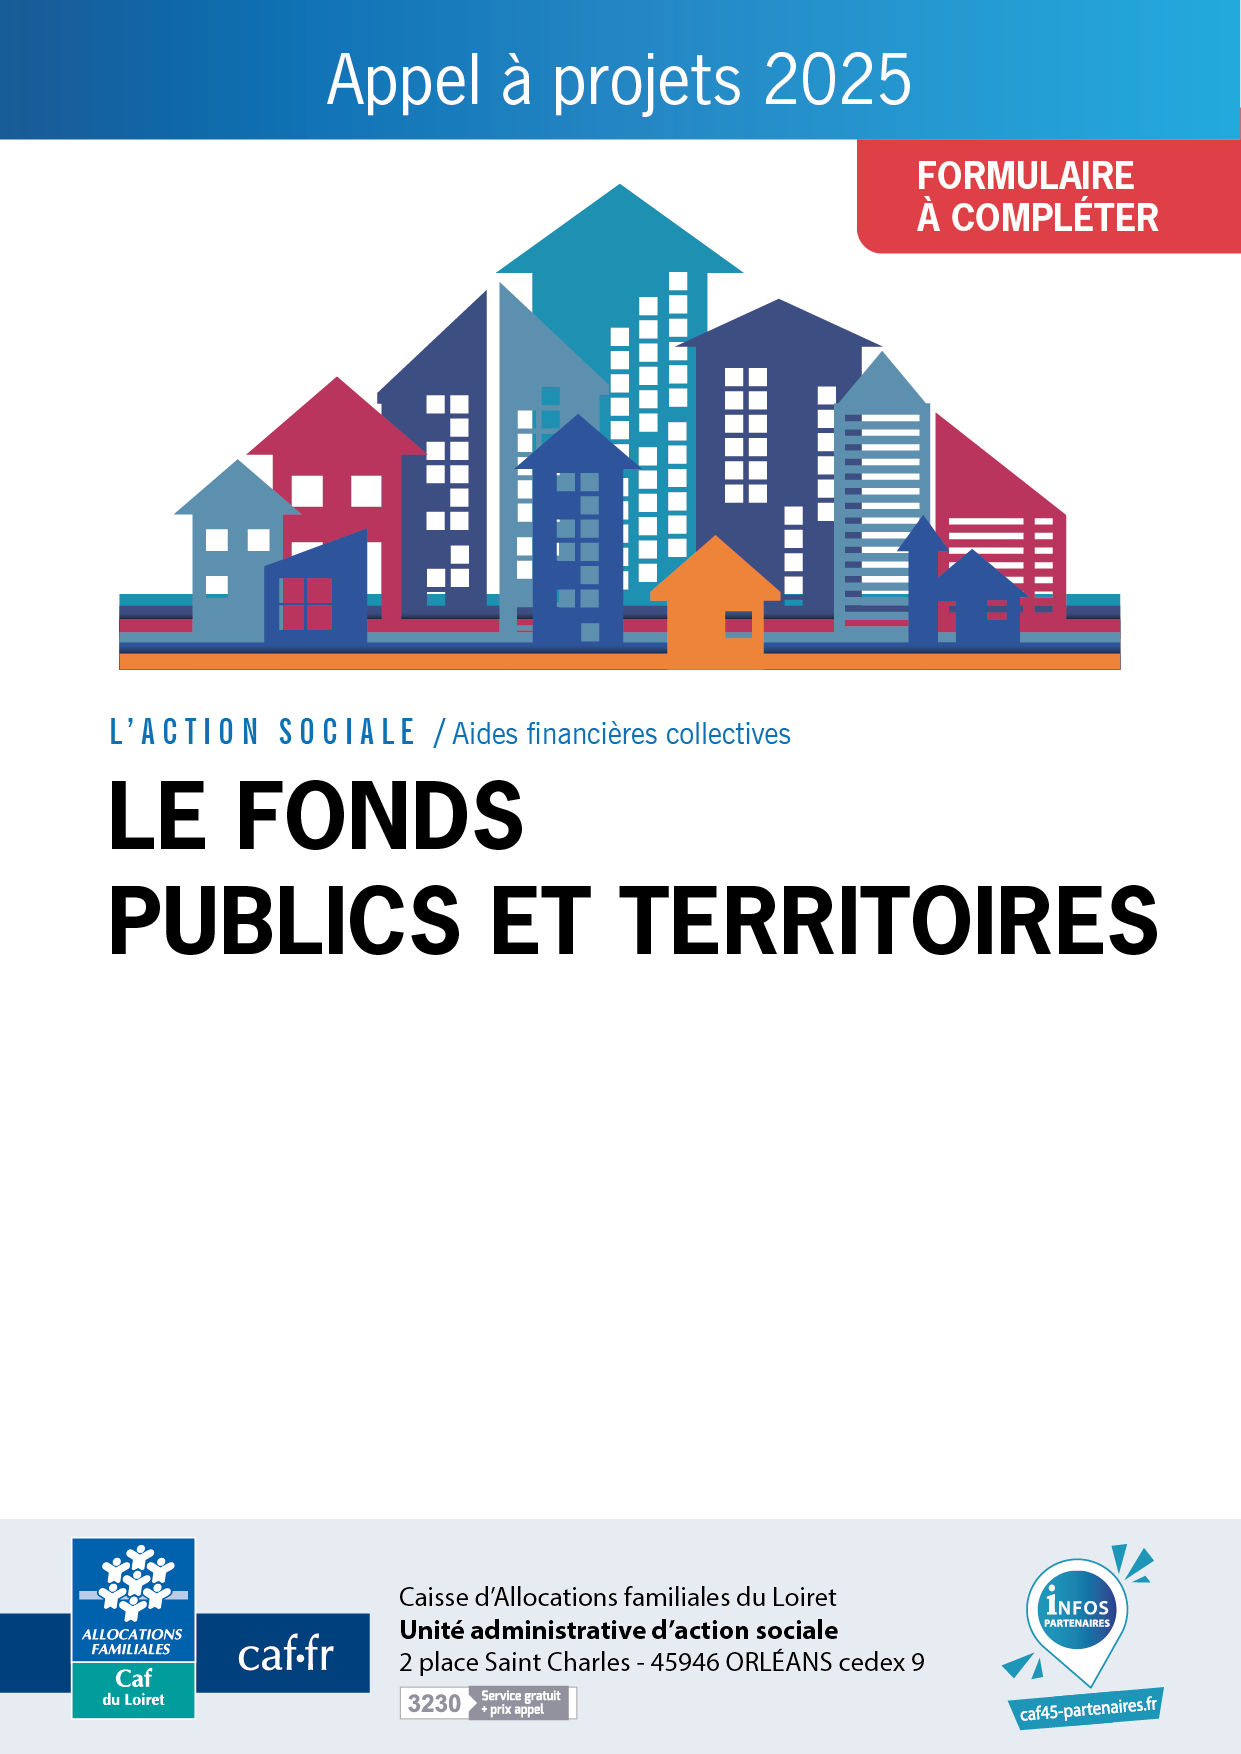 Appel à projets 2025
FORMULAIRE
À COMPLÉTER
L'ACTION SOCIALE / Aides financières collectives
LE FONDS
PUBLICS ET TERRITOIRES
ALLOCATIONS
FAMILIALES
Caf
du Loiret
caf·fr
Caisse d'Allocations familiales du Loiret
Unité administrative d'action sociale
2 place Saint Charles - 45946 ORLÉANS cedex 9
3230 Service gratuit
+ prix appel
iNFOS
PARTENAIRES
caf45-partenaires.fr